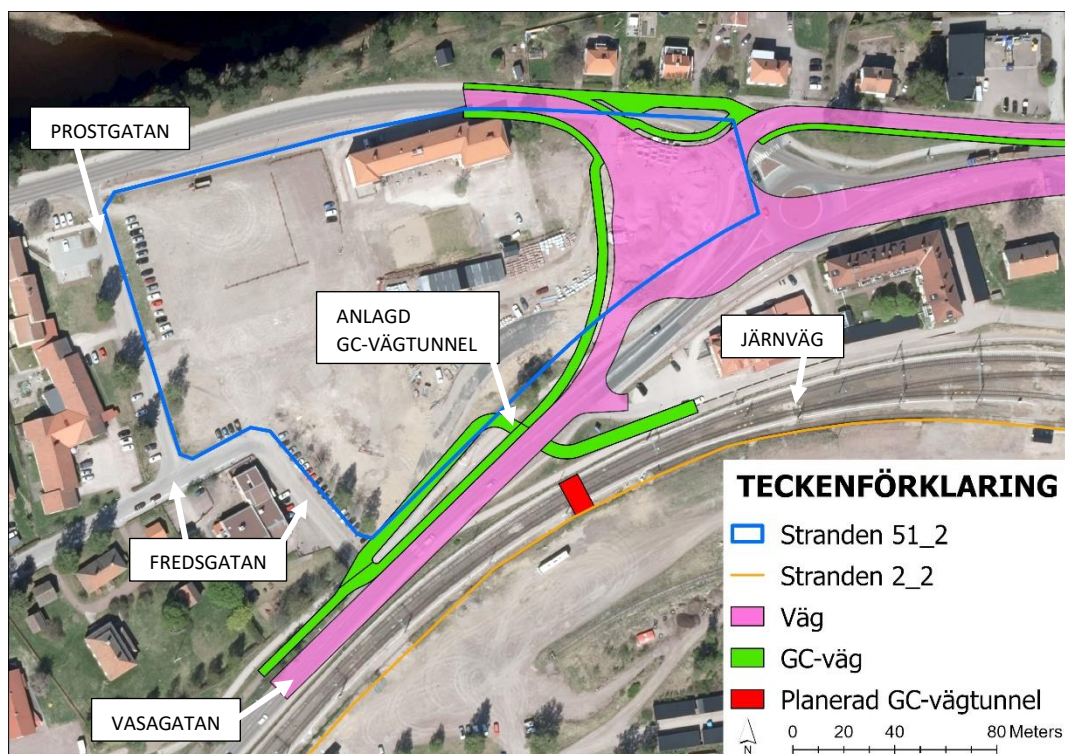 PROSTGATAN
ANLAGD
GC-VÄGTUNNEL
JÄRNVÄG
FREDSGATAN
VASAGATAN
TECKENFÖRKLARING
Stranden 51_2
Stranden 2_2
Väg
GC-väg
Planerad GC-vägtunnel
N
0 20 40 80 Meters